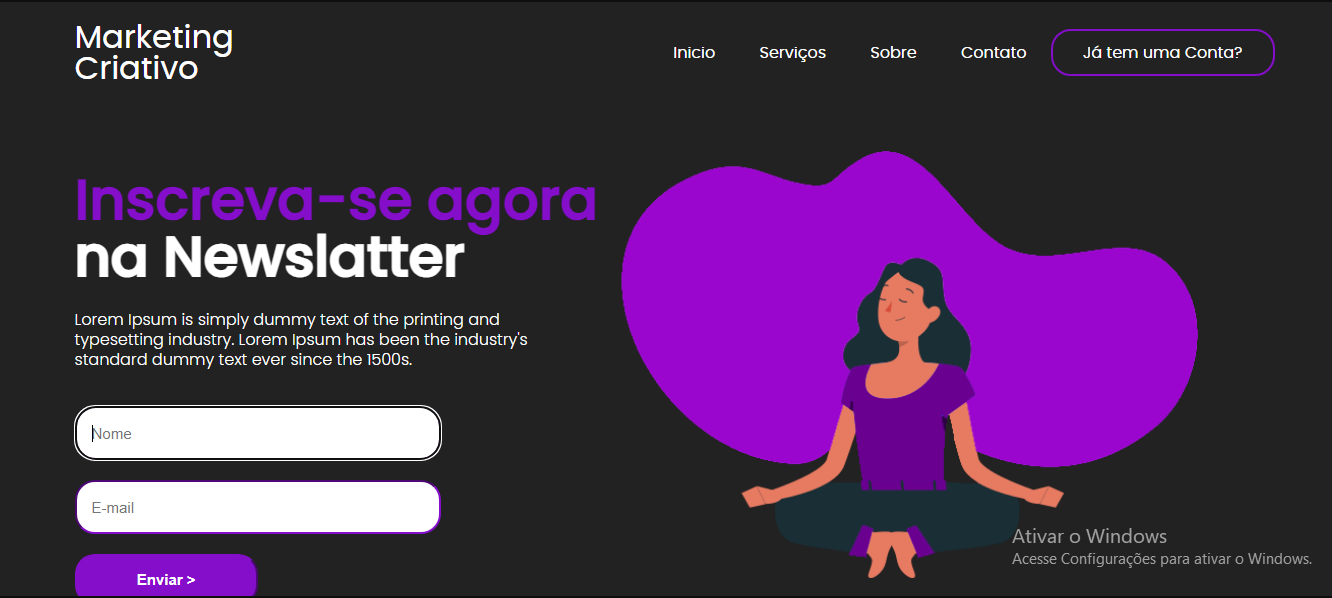 Marketing
Criativo
Inicio Serviços Sobre Contato Já tem uma Conta?
Inscreva-se agora
na Newslatter
Lorem Ipsum is simply dummy text of the printing and
typesetting industry. Lorem Ipsum has been the industry's
standard dummy text ever since the 1500s.
Nome
E-mail
Enviar >
Ativar o Windows
Acesse Configurações para ativar o Windows.